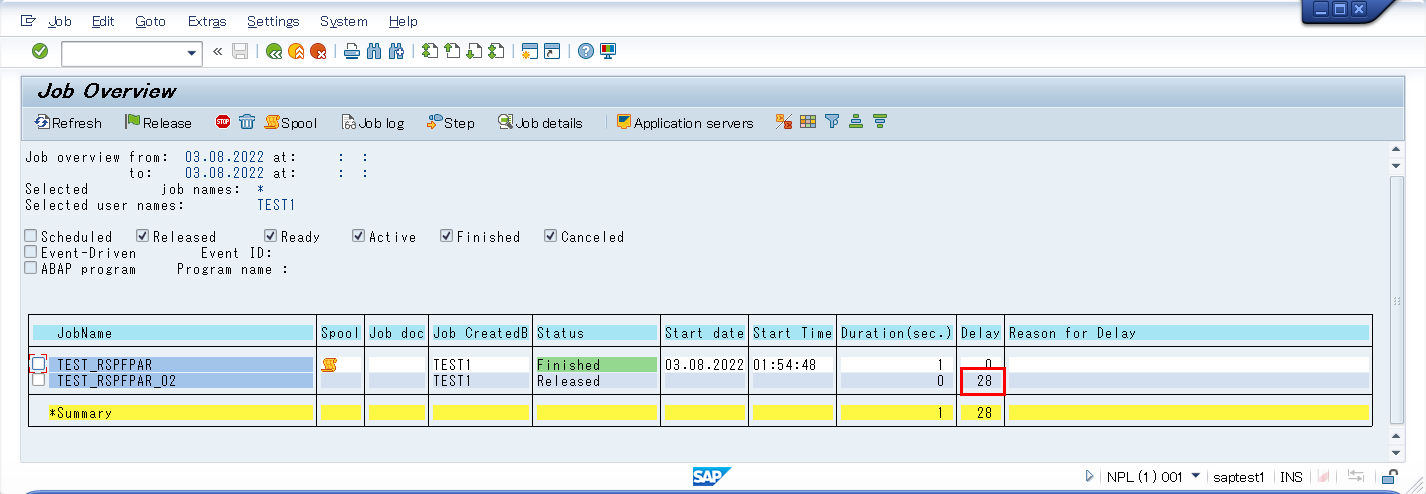 Job Edit Goto Extras Settings System Help
Job Overview
Refresh Release STOP Spool Job log Step Job details Application servers
Job overview from: 03.08.2022 at: : :
to: 03.08.2022 at: : :
Selected job names: *
Selected user names: TEST1
Scheduled Released Ready Active Finished Canceled
Event-Driven Event ID:
ABAP program Program name :
JobName Spool Job doc Job CreatedB Status Start date Start Time Duration(sec.) Delay Reason for Delay
TEST_RSPFPAR TEST1 Finished 03.08.2022 01:54:48 1 0
TEST_RSPFPAR_02 TEST1 Released 0 28
*Summary 1 28
SAP NPL (1) 001 saptest1 INS